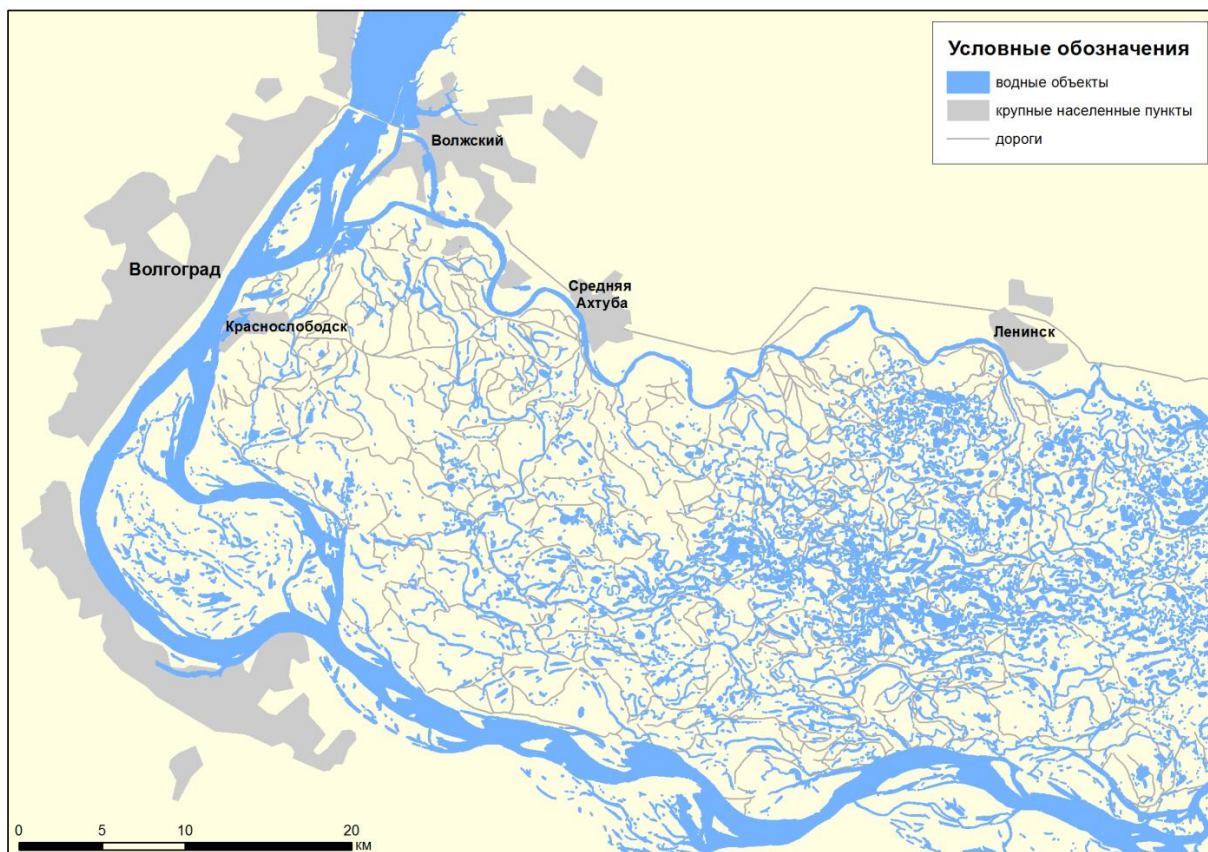 Условные обозначения
водные объекты
крупные населенные пункты
дороги
Волжский
Волгоград
Средняя
Ахтуба
Краснослободск
Ленинск
0 5 10 20
км